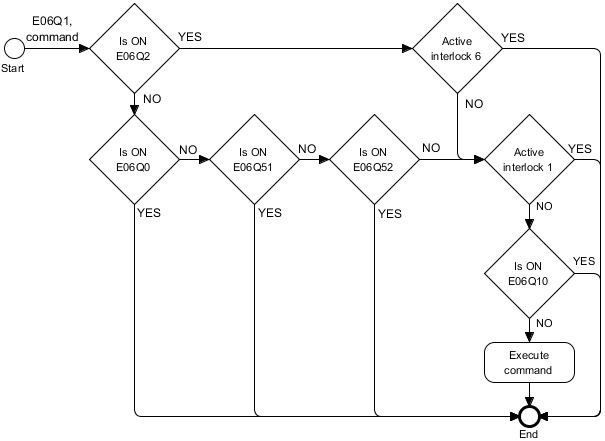 E06Q1,
command
Start
Is ON
E06Q2
YES
Active
interlock 6
YES
NO
NO
Is ON
E06Q0
NO
Is ON
E06Q51
NO
Is ON
E06Q52
NO
Active
interlock 1
YES
YES
YES
YES
NO
Is ON
E06Q10
YES
NO
Execute
command
End